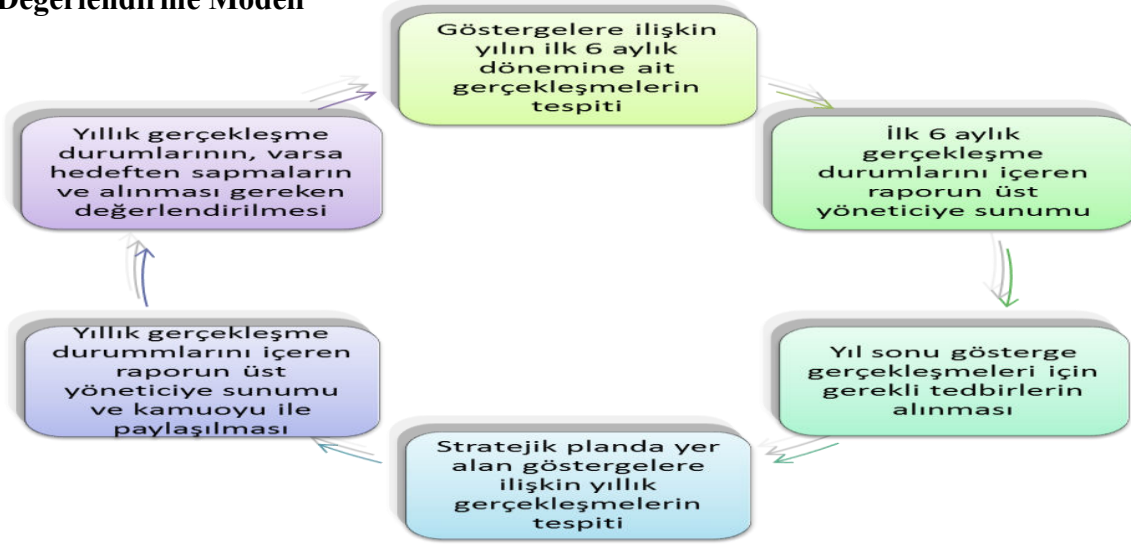 Değerlendirme Modeli
Göstergelere ilişkin
yılın ilk 6 aylık
dönemine ait
gerçekleşmelerin
tespiti
İlk 6 aylık
gerçekleşme
durumlarını içeren
raporun üst
yöneticiye sunumu
Yıl sonu gösterge
gerçekleşmeleri için
gerekli tedbirlerin
alınması
Stratejik planda yer
alan göstergelere
ilişkin yıllık
gerçekleşmelerin
tespiti
Yıllık gerçekleşme
durummlarını içeren
raporun üst
yöneticiye sunumu
ve kamuoyu ile
paylaşılması
Yıllık gerçekleşme
durumlarının, varsa
hedeften sapmaların
ve alınması gereken
değerlendirilmesi